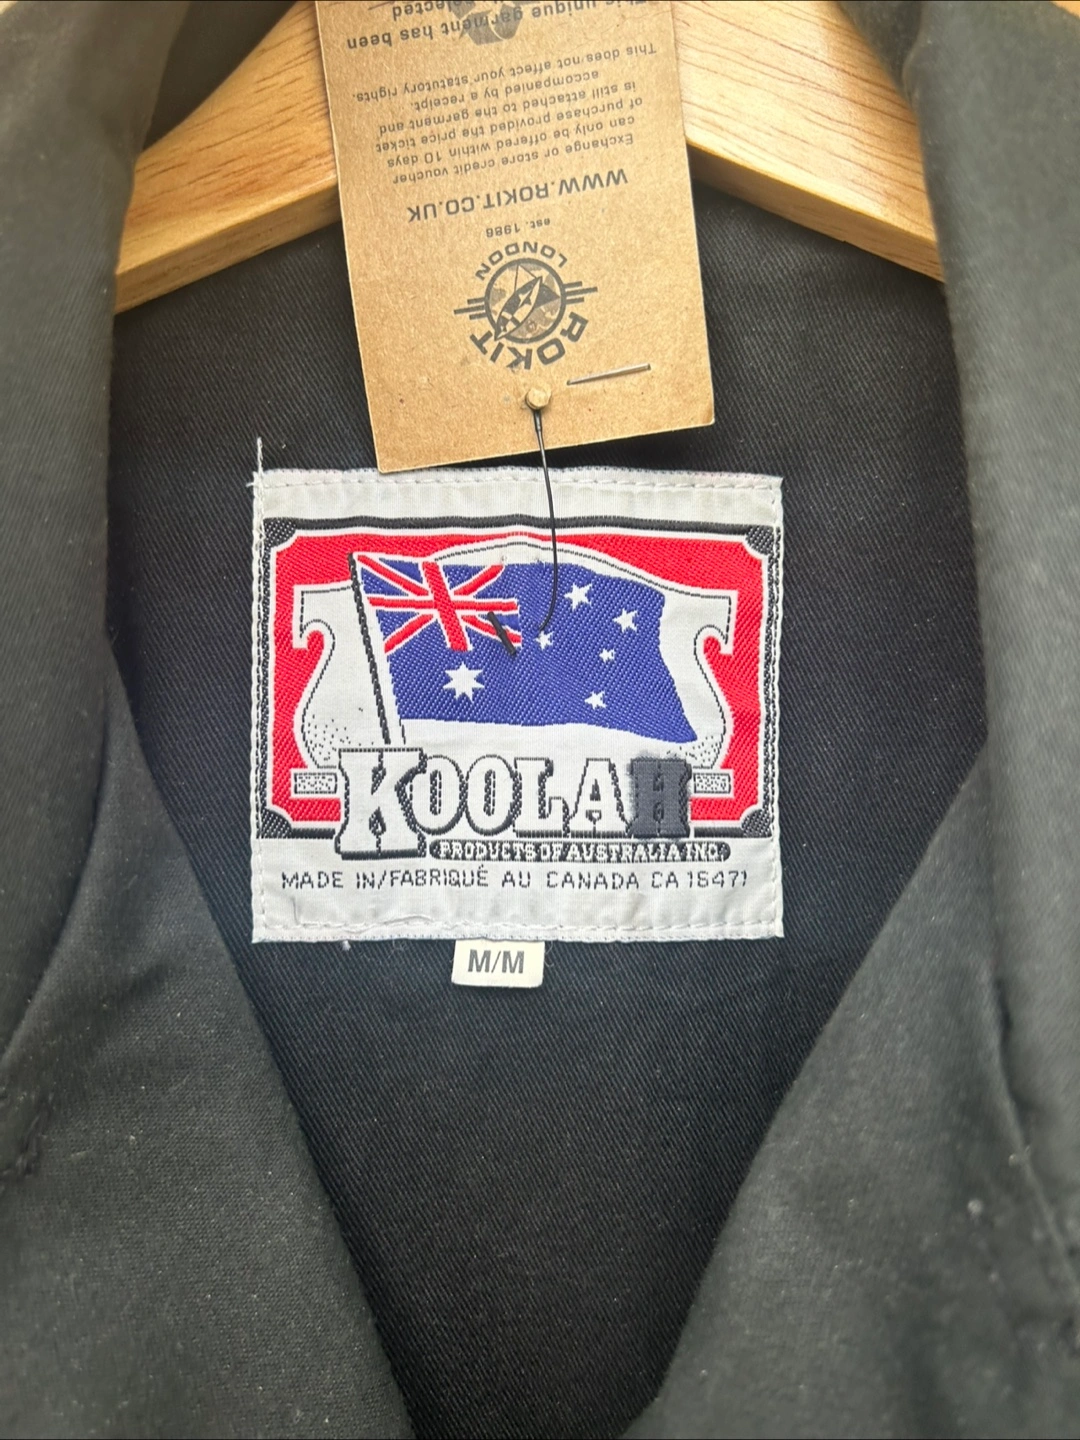 ROKIT
LONDON
est. 1986
WWW.ROKIT.CO.UK
Exchange or store credit voucher
can only be offered within 10 days
of purchase provided the price ticket
is still attached to the garment and
accompanied by a receipt.
This does not affect your statutory rights.
This unique garment has been
selected
KOOLAH
PRODUCTS OF AUSTRALIA INC.
MADE IN/FABRIQUÉ AU CANADA CA 16471
M/M